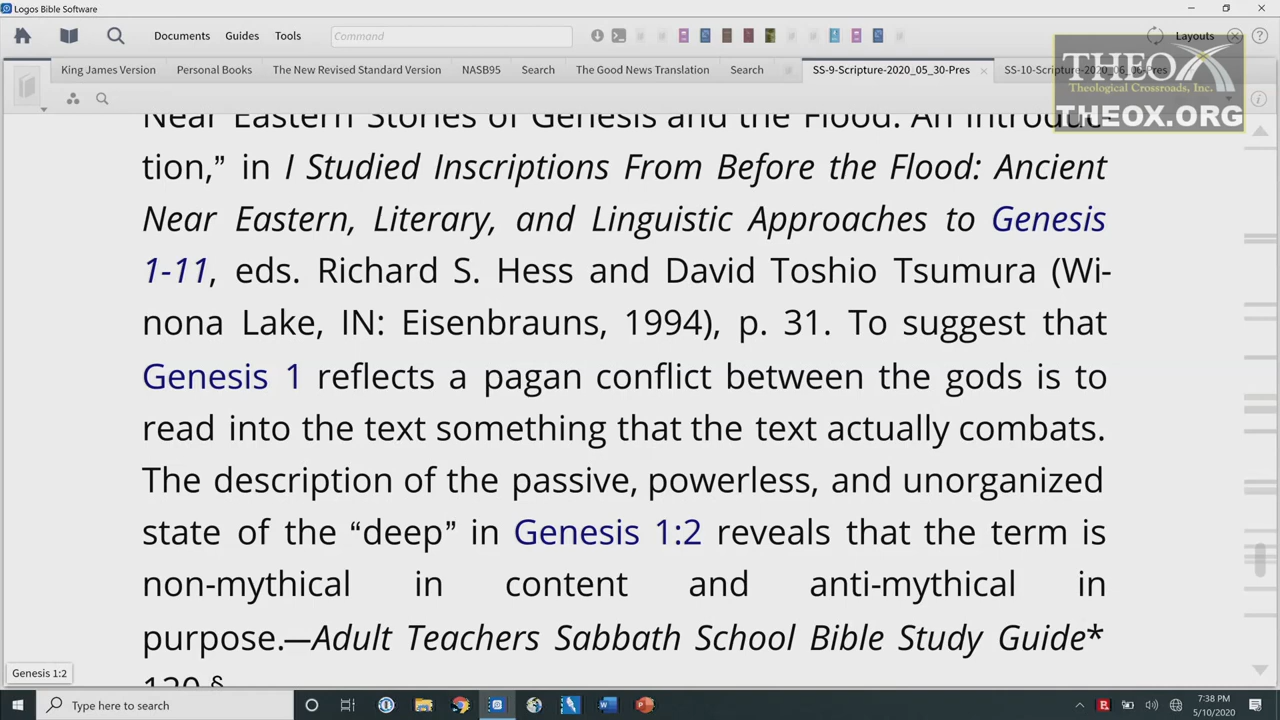 Logos Bible Software
Documents Guides Tools Command Layouts
King James Version Personal Books The New Revised Standa NASB95 Search The Good News Translation Search SS-9-Scripture-2020_05_30-Pres SS-10-Scripture-2020_06_06-Pres
THEOX
Theological Crossroads, Inc.
THEOX.ORG
Near Eastern Stories of Genesis and the Flood: An Introduc-
tion,” in I Studied Inscriptions From Before the Flood: Ancient
Near Eastern, Literary, and Linguistic Approaches to Genesis
1-11, eds. Richard S. Hess and David Toshio Tsumura (Wi-
nona Lake, IN: Eisenbrauns, 1994), p. 31. To suggest that
Genesis 1 reflects a pagan conflict between the gods is to
read into the text something that the text actually combats.
The description of the passive, powerless, and unorganized
state of the “deep” in Genesis 1:2 reveals that the term is
non-mythical in content and anti-mythical in
purpose.—Adult Teachers Sabbath School Bible Study Guide*
120.§
Genesis 1:2
Type here to search
7:38 PM
5/10/2020